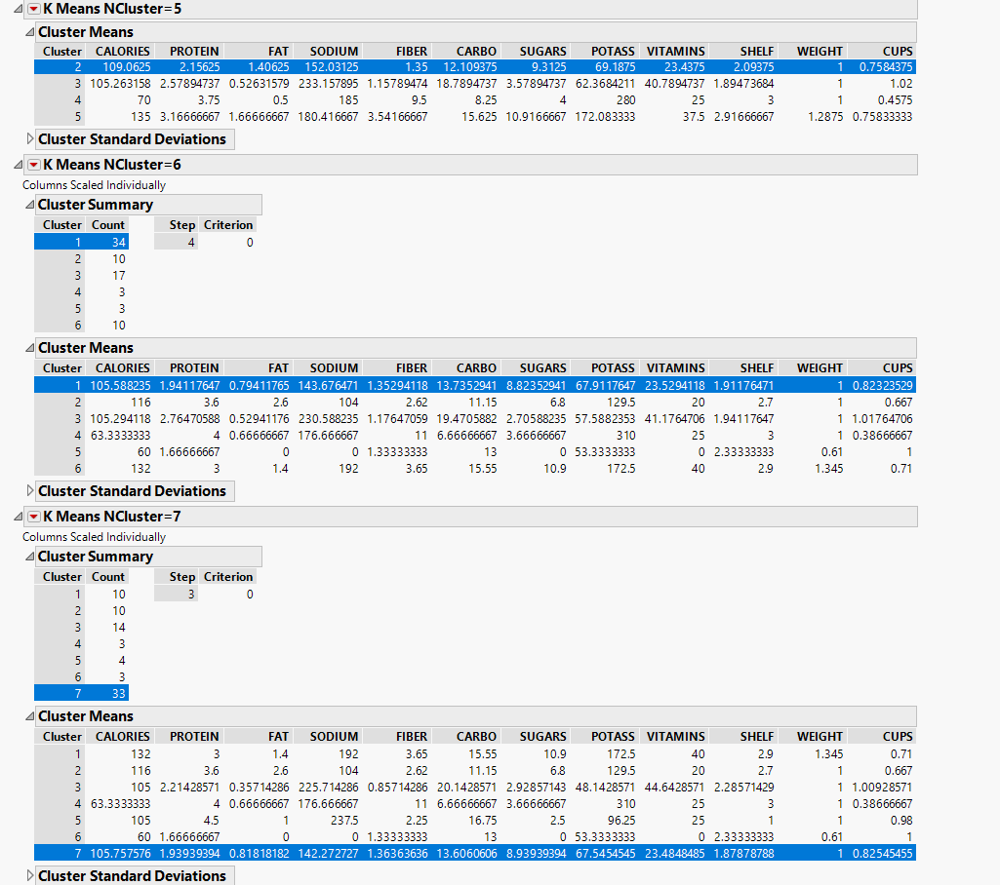 K Means NCluster=5
Cluster Means
Cluster CALORIES PROTEIN FAT SODIUM FIBER CARBO SUGARS POTASS VITAMINS SHELF WEIGHT CUPS
2 109.0625 2.15625 1.40625 152.03125 1.35 12.109375 9.3125 69.1875 23.4375 2.09375 1 0.7584375
3 105.263158 2.57894737 0.52631579 233.157895 1.15789474 18.7894737 3.57894737 62.3684211 40.7894737 1.89473684 1 1.02
4 70 3.75 0.5 185 9.5 8.25 4 280 25 3 1 0.4575
5 135 3.16666667 1.66666667 180.416667 3.54166667 15.625 10.9166667 172.083333 37.5 2.91666667 1.2875 0.75833333
Cluster Standard Deviations
K Means NCluster=6
Columns Scaled Individually
Cluster Summary
Cluster Count Step Criterion
1 34 4 0
2 10
3 17
4 3
5 3
6 10
Cluster Means
Cluster CALORIES PROTEIN FAT SODIUM FIBER CARBO SUGARS POTASS VITAMINS SHELF WEIGHT CUPS
1 105.588235 1.94117647 0.79411765 143.676471 1.35294118 13.7352941 8.82352941 67.9117647 23.5294118 1.91176471 1 0.82323529
2 116 3.6 2.6 104 2.62 11.15 6.8 129.5 20 2.7 1 0.667
3 105.294118 2.76470588 0.52941176 230.588235 1.17647059 19.4705882 2.70588235 57.5882353 41.1764706 1.94117647 1 1.01764706
4 63.3333333 4 0.66666667 176.666667 11 6.66666667 3.66666667 310 25 3 1 0.38666667
5 60 1.66666667 0 0 1.33333333 13 0 53.3333333 0 2.33333333 0.61 1
6 132 3 1.4 192 3.65 15.55 10.9 172.5 40 2.9 1.345 0.71
Cluster Standard Deviations
K Means NCluster=7
Columns Scaled Individually
Cluster Summary
Cluster Count Step Criterion
1 10 3 0
2 10
3 14
4 3
5 4
6 3
7 33
Cluster Means
Cluster CALORIES PROTEIN FAT SODIUM FIBER CARBO SUGARS POTASS VITAMINS SHELF WEIGHT CUPS
1 132 3 1.4 192 3.65 15.55 10.9 172.5 40 2.9 1.345 0.71
2 116 3.6 2.6 104 2.62 11.15 6.8 129.5 20 2.7 1 0.667
3 105 2.21428571 0.35714286 225.714286 0.85714286 20.1428571 2.92857143 48.1428571 44.6428571 2.28571429 1 1.00928571
4 63.3333333 4 0.66666667 176.666667 11 6.66666667 3.66666667 310 25 3 1 0.38666667
5 105 4.5 1 237.5 2.25 16.75 2.5 96.25 25 1 1 0.98
6 60 1.66666667 0 0 1.33333333 13 0 53.3333333 0 2.33333333 0.61 1
7 105.757576 1.93939394 0.81818182 142.272727 1.36363636 13.6060606 8.93939394 67.5454545 23.4848485 1.87878788 1 0.82545455
Cluster Standard Deviations